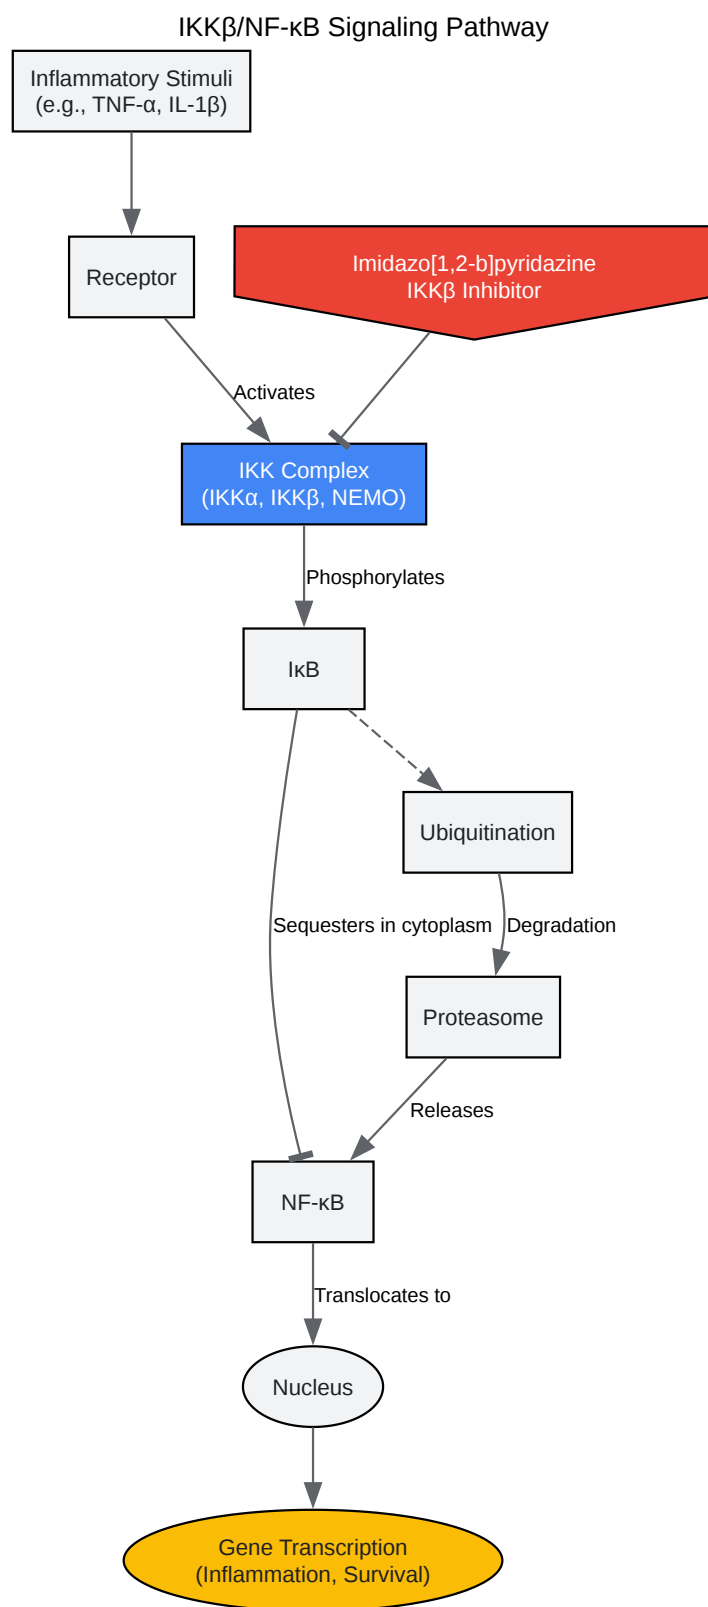 IKKβ/NF-κB Signaling Pathway
Inflammatory Stimuli
(e.g., TNF-α, IL-1β)
Receptor
Imidazo[1,2-b]pyridazine
IKKβ Inhibitor
Activates
IKK Complex
(IKKα, IKKβ, NEMO)
Phosphorylates
IκB
Ubiquitination
Sequesters in cytoplasm
Degradation
Proteasome
Releases
NF-κB
Translocates to
Nucleus
Gene Transcription
(Inflammation, Survival)